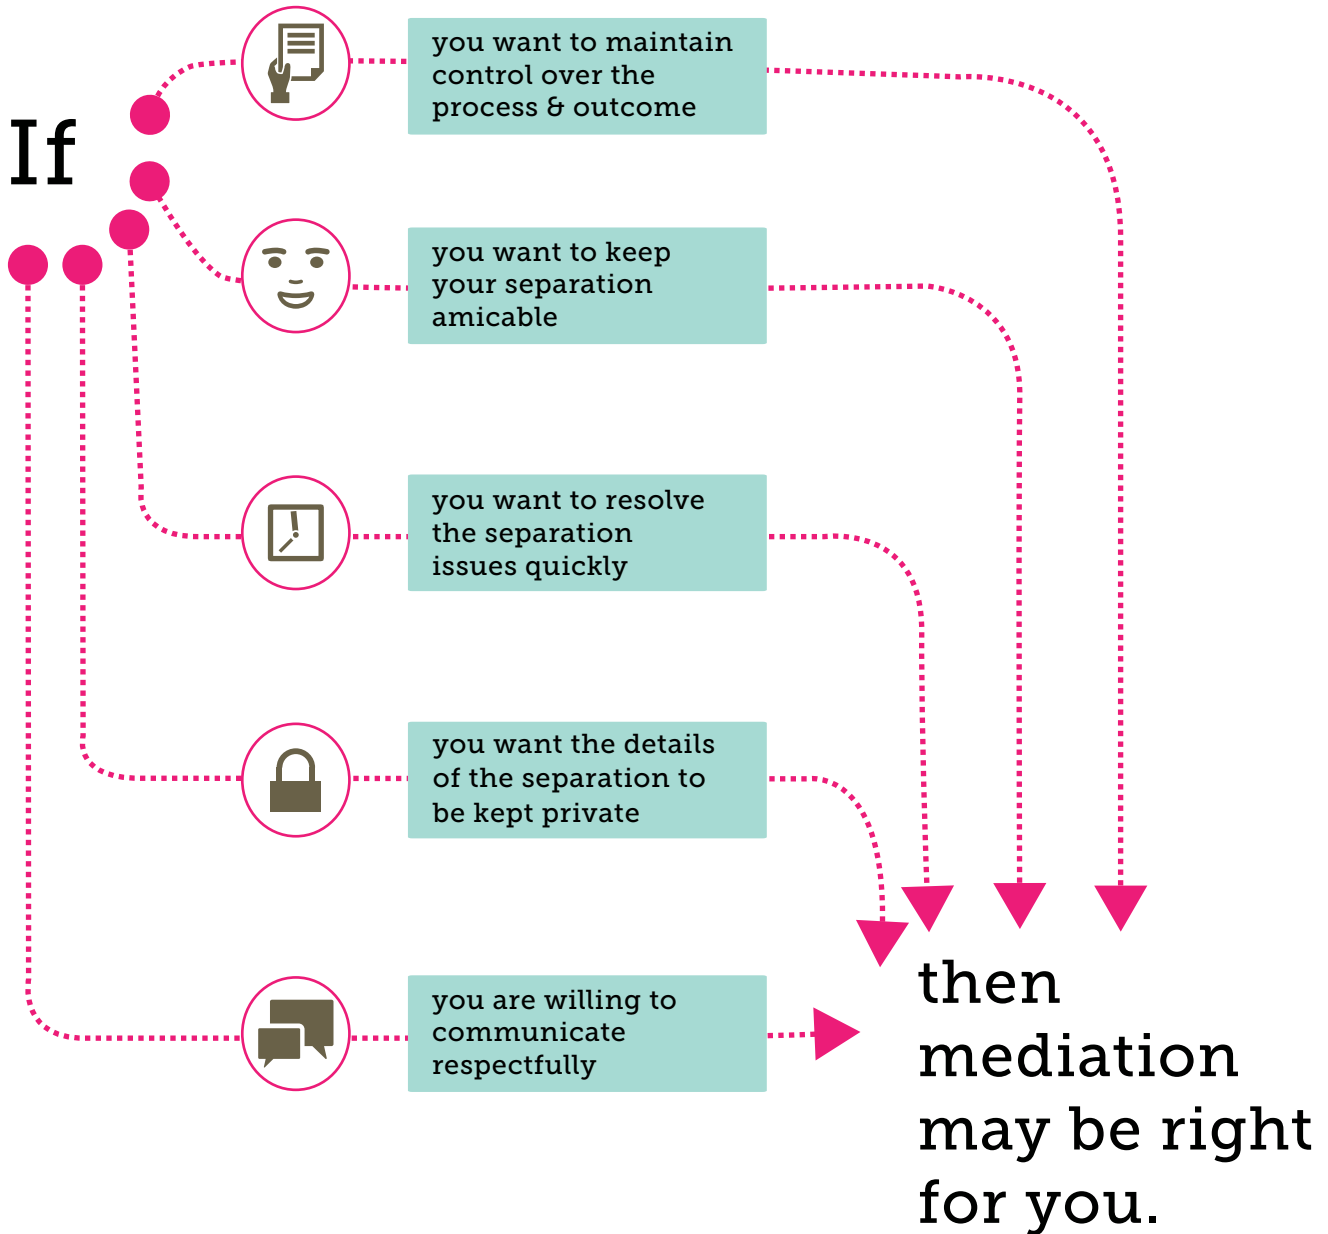 If
you want to maintain
control over the
process & outcome
you want to keep
your separation
amicable
you want to resolve
the separation
issues quickly
you want the details
of the separation to
be kept private
you are willing to
communicate
respectfully
then
mediation
may be right
for you.